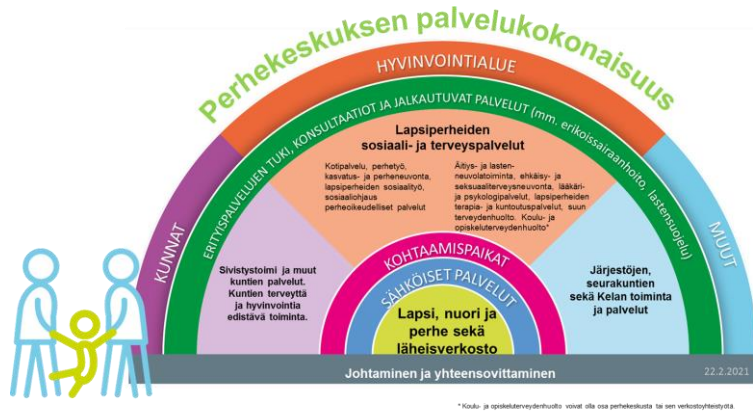 Perhekeskuksen palvelukokonaisuus
HYVINVOINTIALUE
KUNNAT
MUUT
ERITYISPALVELUJEN TUKI, KONSULTAATIOT JA JALKAUTUVAT PALVELUT (mm. erikoissairaanhoito, lastensuojelu)
Lapsiperheiden
sosiaali- ja terveyspalvelut
Kotipalvelu, perhetyö,
kasvatus- ja perheneuvonta,
lapsiperheiden sosiaalityö,
sosiaaliohjaus
perheoikeudelliset palvelut
Äitiys- ja lasten-
neuvolatoiminta, ehkäisy- ja
seksuaaliterveysneuvonta, lääkäri-
ja psykologipalvelut, lapsiperheiden
terapia- ja kuntoutuspalvelut, suun
terveydenhuolto. Koulu- ja
opiskeluterveydenhuolto*
Sivistystoimi ja muut
kuntien palvelut.
Kuntien terveyttä
ja hyvinvointia
edistävä toiminta.
KOHTAAMISPAIKAT
SÄHKÖISET PALVELUT
Lapsi, nuori ja
perhe sekä
läheisverkosto
Järjestöjen,
seurakuntien
sekä Kelan toiminta
ja palvelut
Johtaminen ja yhteensovittaminen
22.2.2021
* Koulu- ja opiskeluterveydenhuolto voivat olla osa perhekeskusta tai sen verkostoyhteistyötä.